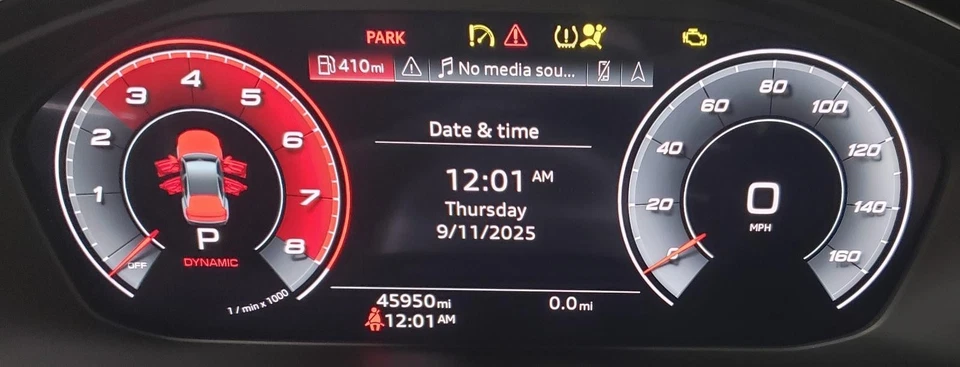 PARK
410mi
No media sou...
Date & time
12:01 AM
Thursday
9/11/2025
45950mi
0.0mi
12:01 AM
1
2
3
4
5
6
7
8
OFF
P
DYNAMIC
1 / min x 1000
0
20
40
60
80
100
120
140
160
0
MPH